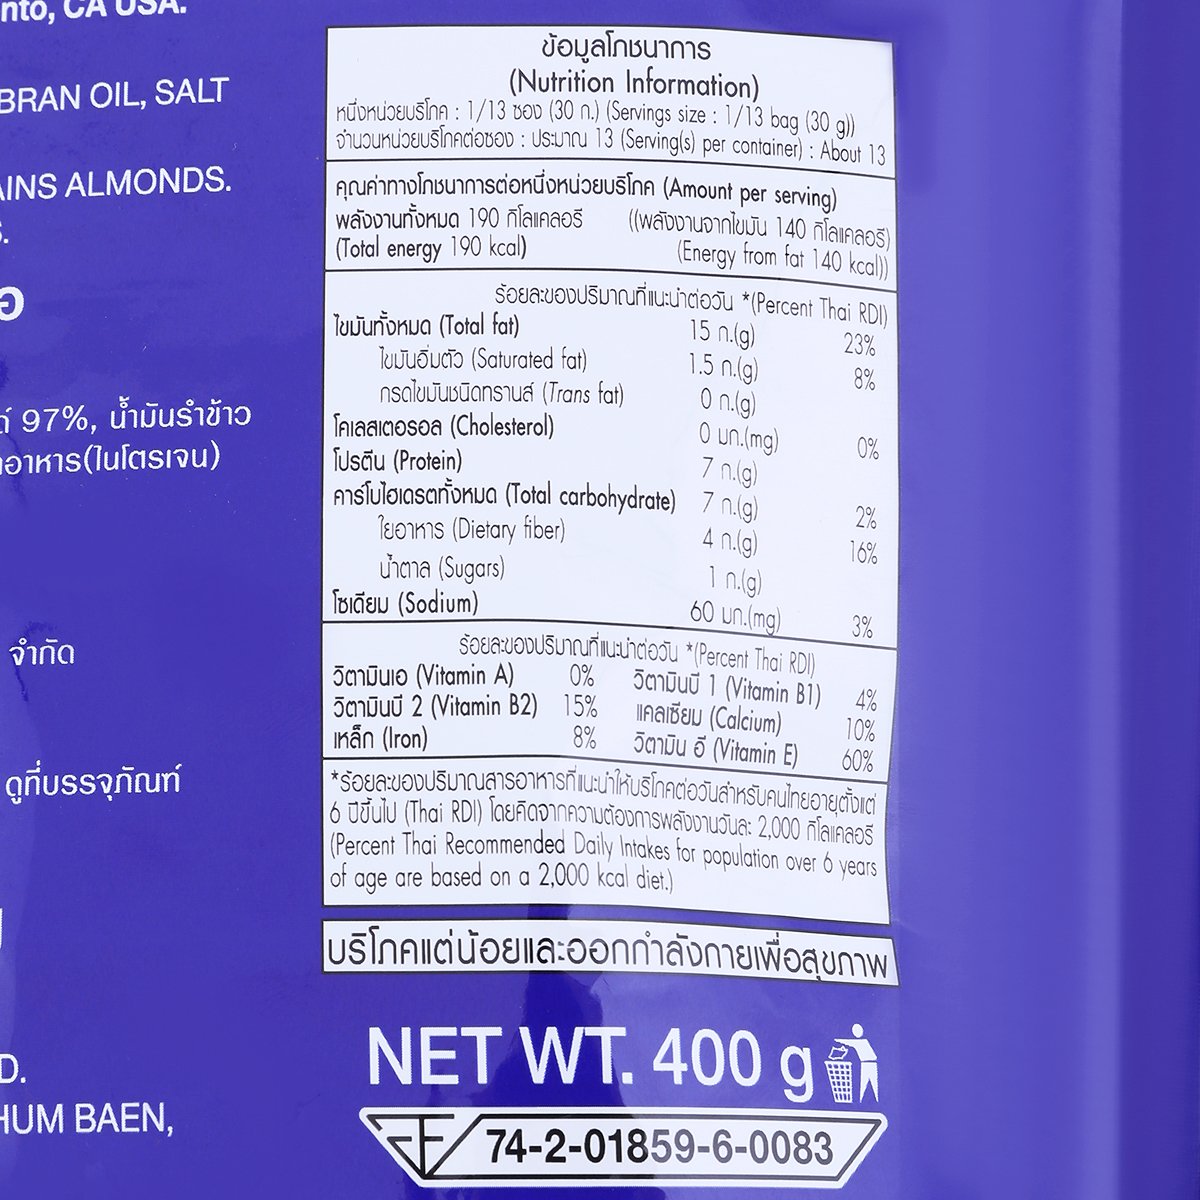 nto, CA USA.
BRAN OIL, SALT
AINS ALMONDS.
S.
อ
97%, น้ำมันรำข้าว
อาหาร(ไนโตรเจน)
จำกัด
ดูที่บรรจุภัณฑ์
D.
HUM BAEN,
ข้อมูลโภชนาการ
(Nutrition Information)
หนึ่งหน่วยบริโภค : 1/13 ซอง (30 ก.) (Servings size : 1/13 bag (30 g))
จำนวนหน่วยบริโภคต่อซอง : ประมาณ 13 (Serving(s) per container) : About 13
คุณค่าทางโภชนาการต่อหนึ่งหน่วยบริโภค (Amount per serving)
พลังงานทั้งหมด 190 กิโลแคลอรี ((พลังงานจากไขมัน 140 กิโลแคลอรี)
(Total energy 190 kcal) (Energy from fat 140 kcal))
ร้อยละของปริมาณที่แนะนำต่อวัน *(Percent Thai RDI)
ไขมันทั้งหมด (Total fat) 15 ก.(g) 23%
ไขมันอิ่มตัว (Saturated fat) 1.5 ก.(g) 8%
กรดไขมันชนิดทรานส์ (Trans fat) 0 ก.(g)
โคเลสเตอรอล (Cholesterol) 0 มก.(mg) 0%
โปรตีน (Protein) 7 ก.(g)
คาร์โบไฮเดรตทั้งหมด (Total carbohydrate) 7 ก.(g) 2%
ใยอาหาร (Dietary fiber) 4 ก.(g) 16%
น้ำตาล (Sugars) 1 ก.(g)
โซเดียม (Sodium) 60 มก.(mg) 3%
ร้อยละของปริมาณที่แนะนำต่อวัน *(Percent Thai RDI)
วิตามินเอ (Vitamin A) 0% วิตามินบี 1 (Vitamin B1) 4%
วิตามินบี 2 (Vitamin B2) 15% แคลเซียม (Calcium) 10%
เหล็ก (Iron) 8% วิตามิน อี (Vitamin E) 60%
*ร้อยละของปริมาณสารอาหารที่แนะนำให้บริโภคต่อวันสำหรับคนไทยอายุตั้งแต่
6 ปีขึ้นไป (Thai RDI) โดยคิดจากความต้องการพลังงานวันละ 2,000 กิโลแคลอรี
(Percent Thai Recommended Daily Intakes for population over 6 years
of age are based on a 2,000 kcal diet.)
บริโภคแต่น้อยและออกกำลังกายเพื่อสุขภาพ
NET WT. 400 g
74-2-01859-6-0083